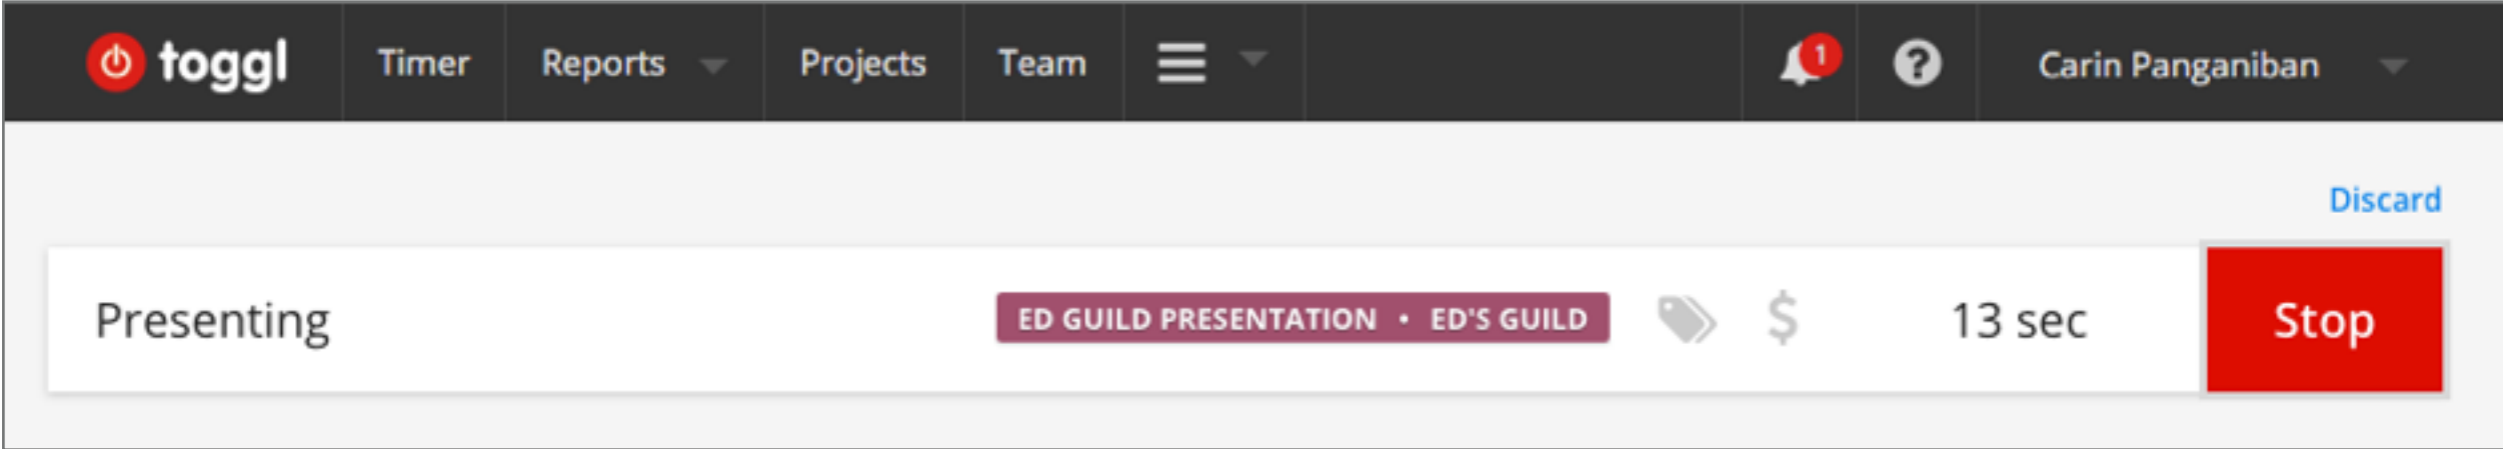 toggl Timer Reports Projects Team 1 ? Carin Panganiban
Discard
Presenting ED GUILD PRESENTATION • ED'S GUILD $ 13 sec Stop